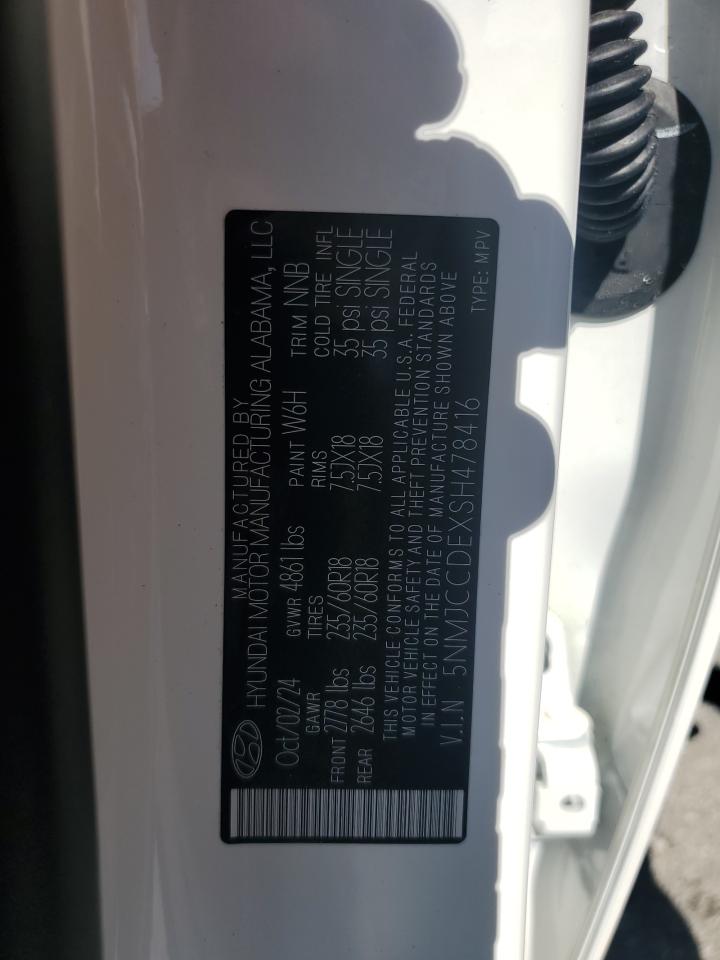 MANUFACTURED BY
HYUNDAI MOTOR MANUFACTURING ALABAMA, LLC
Oct/02/24 GVWR 4861 lbs PAINT W6H TRIM NNB
GAWR TIRES RIMS COLD TIRE INFL
FRONT 2778 lbs 235/60R18 7.5JX18 35 psi SINGLE
REAR 2646 lbs 235/60R18 7.5JX18 35 psi SINGLE
THIS VEHICLE CONFORMS TO ALL APPLICABLE U.S.A. FEDERAL
MOTOR VEHICLE SAFETY AND THEFT PREVENTION STANDARDS
IN EFFECT ON THE DATE OF MANUFACTURE SHOWN ABOVE
V.I.N 5NMJCCDEXSH478416 TYPE: MPV